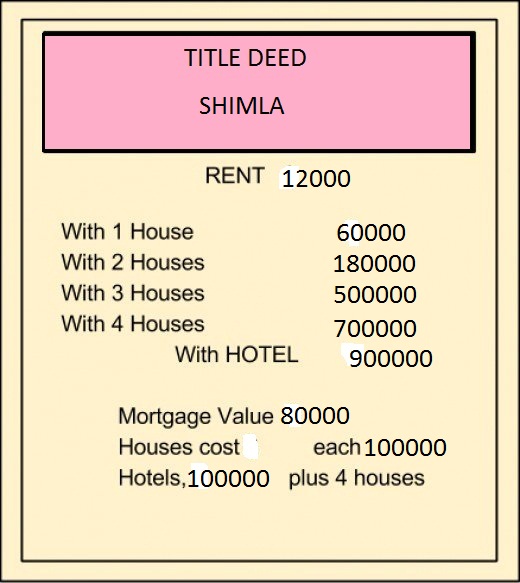 TITLE DEED
SHIMLA
RENT 12000
With 1 House 60000
With 2 Houses 180000
With 3 Houses 500000
With 4 Houses 700000
With HOTEL 900000
Mortgage Value 80000
Houses cost each 100000
Hotels, 100000 plus 4 houses